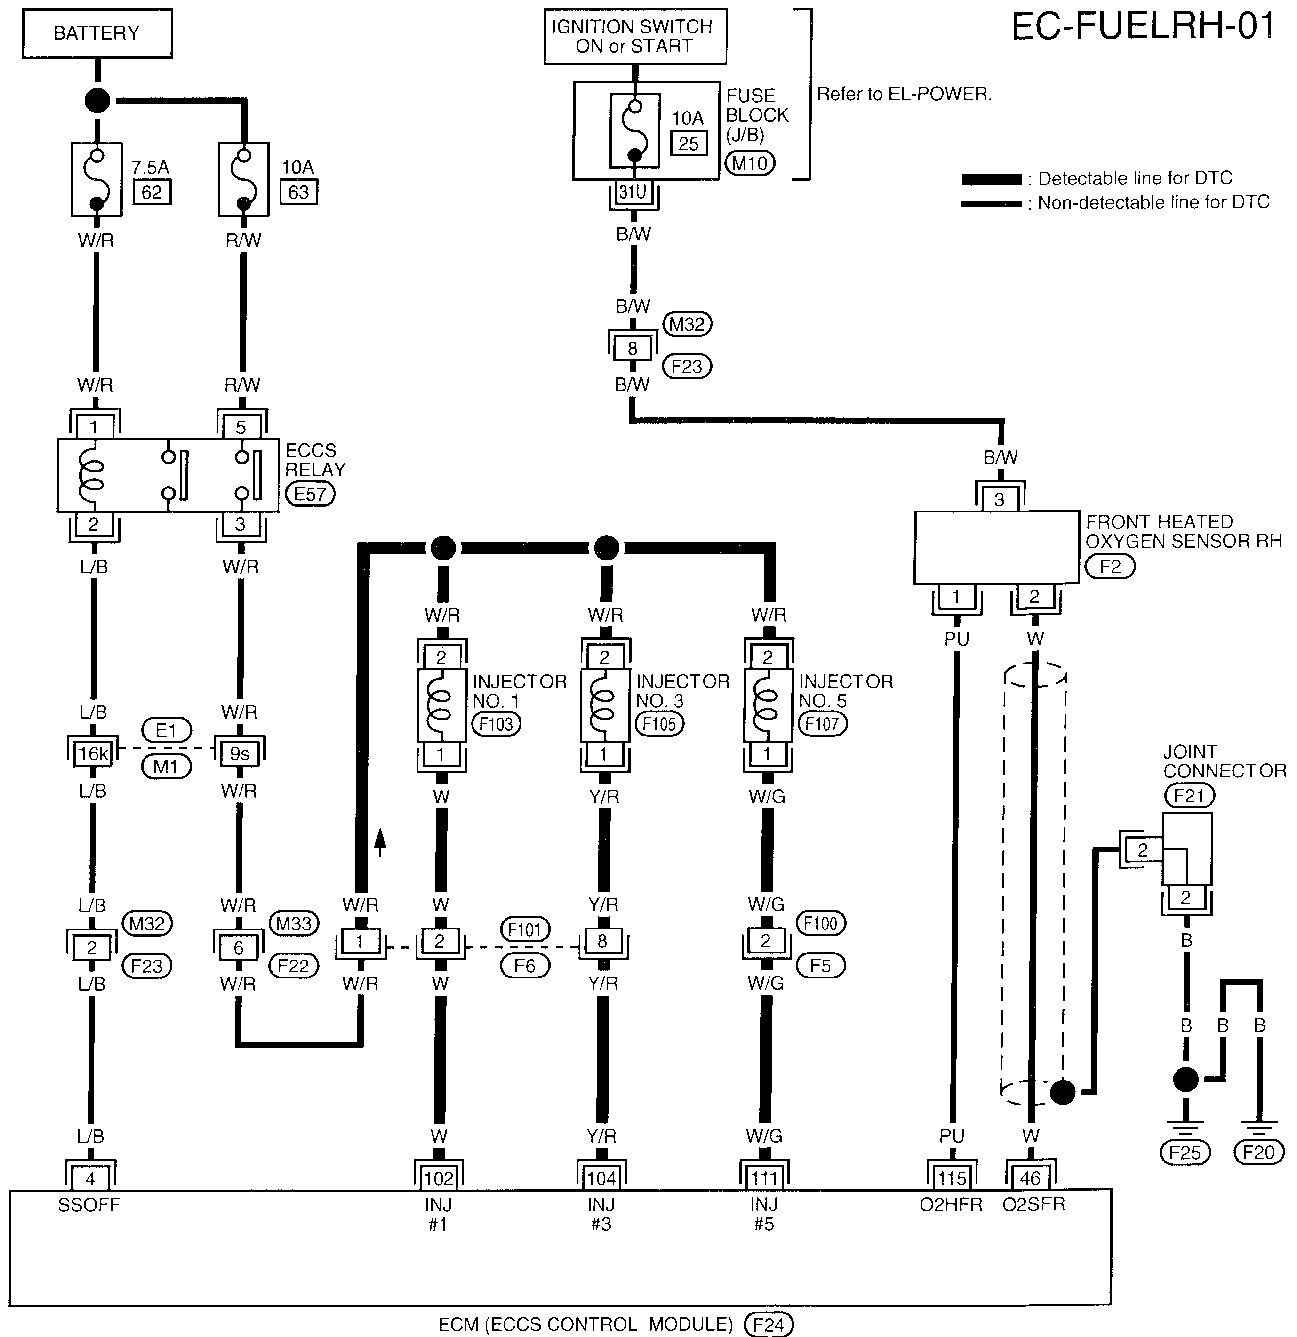 EC-FUELRH-01
BATTERY
IGNITION SWITCH
ON or START
Refer to EL-POWER.
FUSE
BLOCK
(J/B)
M10
10A
25
31U
7.5A
62
10A
63
: Detectable line for DTC
: Non-detectable line for DTC
W/R
R/W
B/W
B/W
M32
8
F23
W/R
R/W
B/W
1
5
ECCS
RELAY
E57
B/W
3
2
3
FRONT HEATED
OXYGEN SENSOR RH
F2
L/B
W/R
1
2
W/R
W/R
W/R
PU
W
2
INJECTOR
NO. 1
F103
1
2
INJECTOR
NO. 3
F105
1
2
INJECTOR
NO. 5
F107
1
L/B
W/R
E1
16k
9s
M1
L/B
W/R
W
Y/R
W/G
JOINT
CONNECTOR
F21
2
2
L/B
M32
W/R
M33
W/R
W
Y/R
W/G
2
6
1
2
F101
8
2
F100
F23
F22
F6
F5
L/B
W/R
W/R
W
Y/R
W/G
B
B
B
B
L/B
W
Y/R
W/G
PU
W
F25
F20
4
102
104
111
115
46
SSOFF
INJ
#1
INJ
#3
INJ
#5
O2HFR
O2SFR
ECM (ECCS CONTROL MODULE)
F24